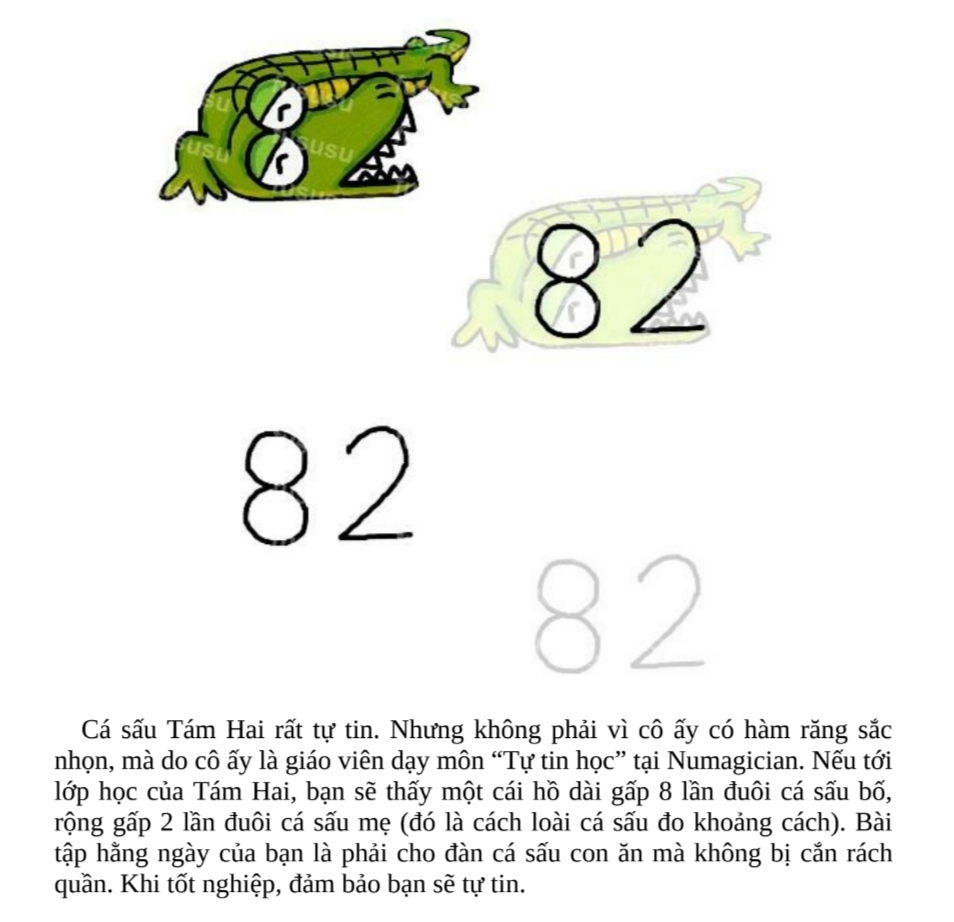 susu
susu
susu
susu
82
82
82
Cá sấu Tám Hai rất tự tin. Nhưng không phải vì cô ấy có hàm răng sắc
nhọn, mà do cô ấy là giáo viên dạy môn “Tự tin học” tại Numagician. Nếu tới
lớp học của Tám Hai, bạn sẽ thấy một cái hồ dài gấp 8 lần đuôi cá sấu bố,
rộng gấp 2 lần đuôi cá sấu mẹ (đó là cách loài cá sấu đo khoảng cách). Bài
tập hằng ngày của bạn là phải cho đàn cá sấu con ăn mà không bị cắn rách
quần. Khi tốt nghiệp, đảm bảo bạn sẽ tự tin.